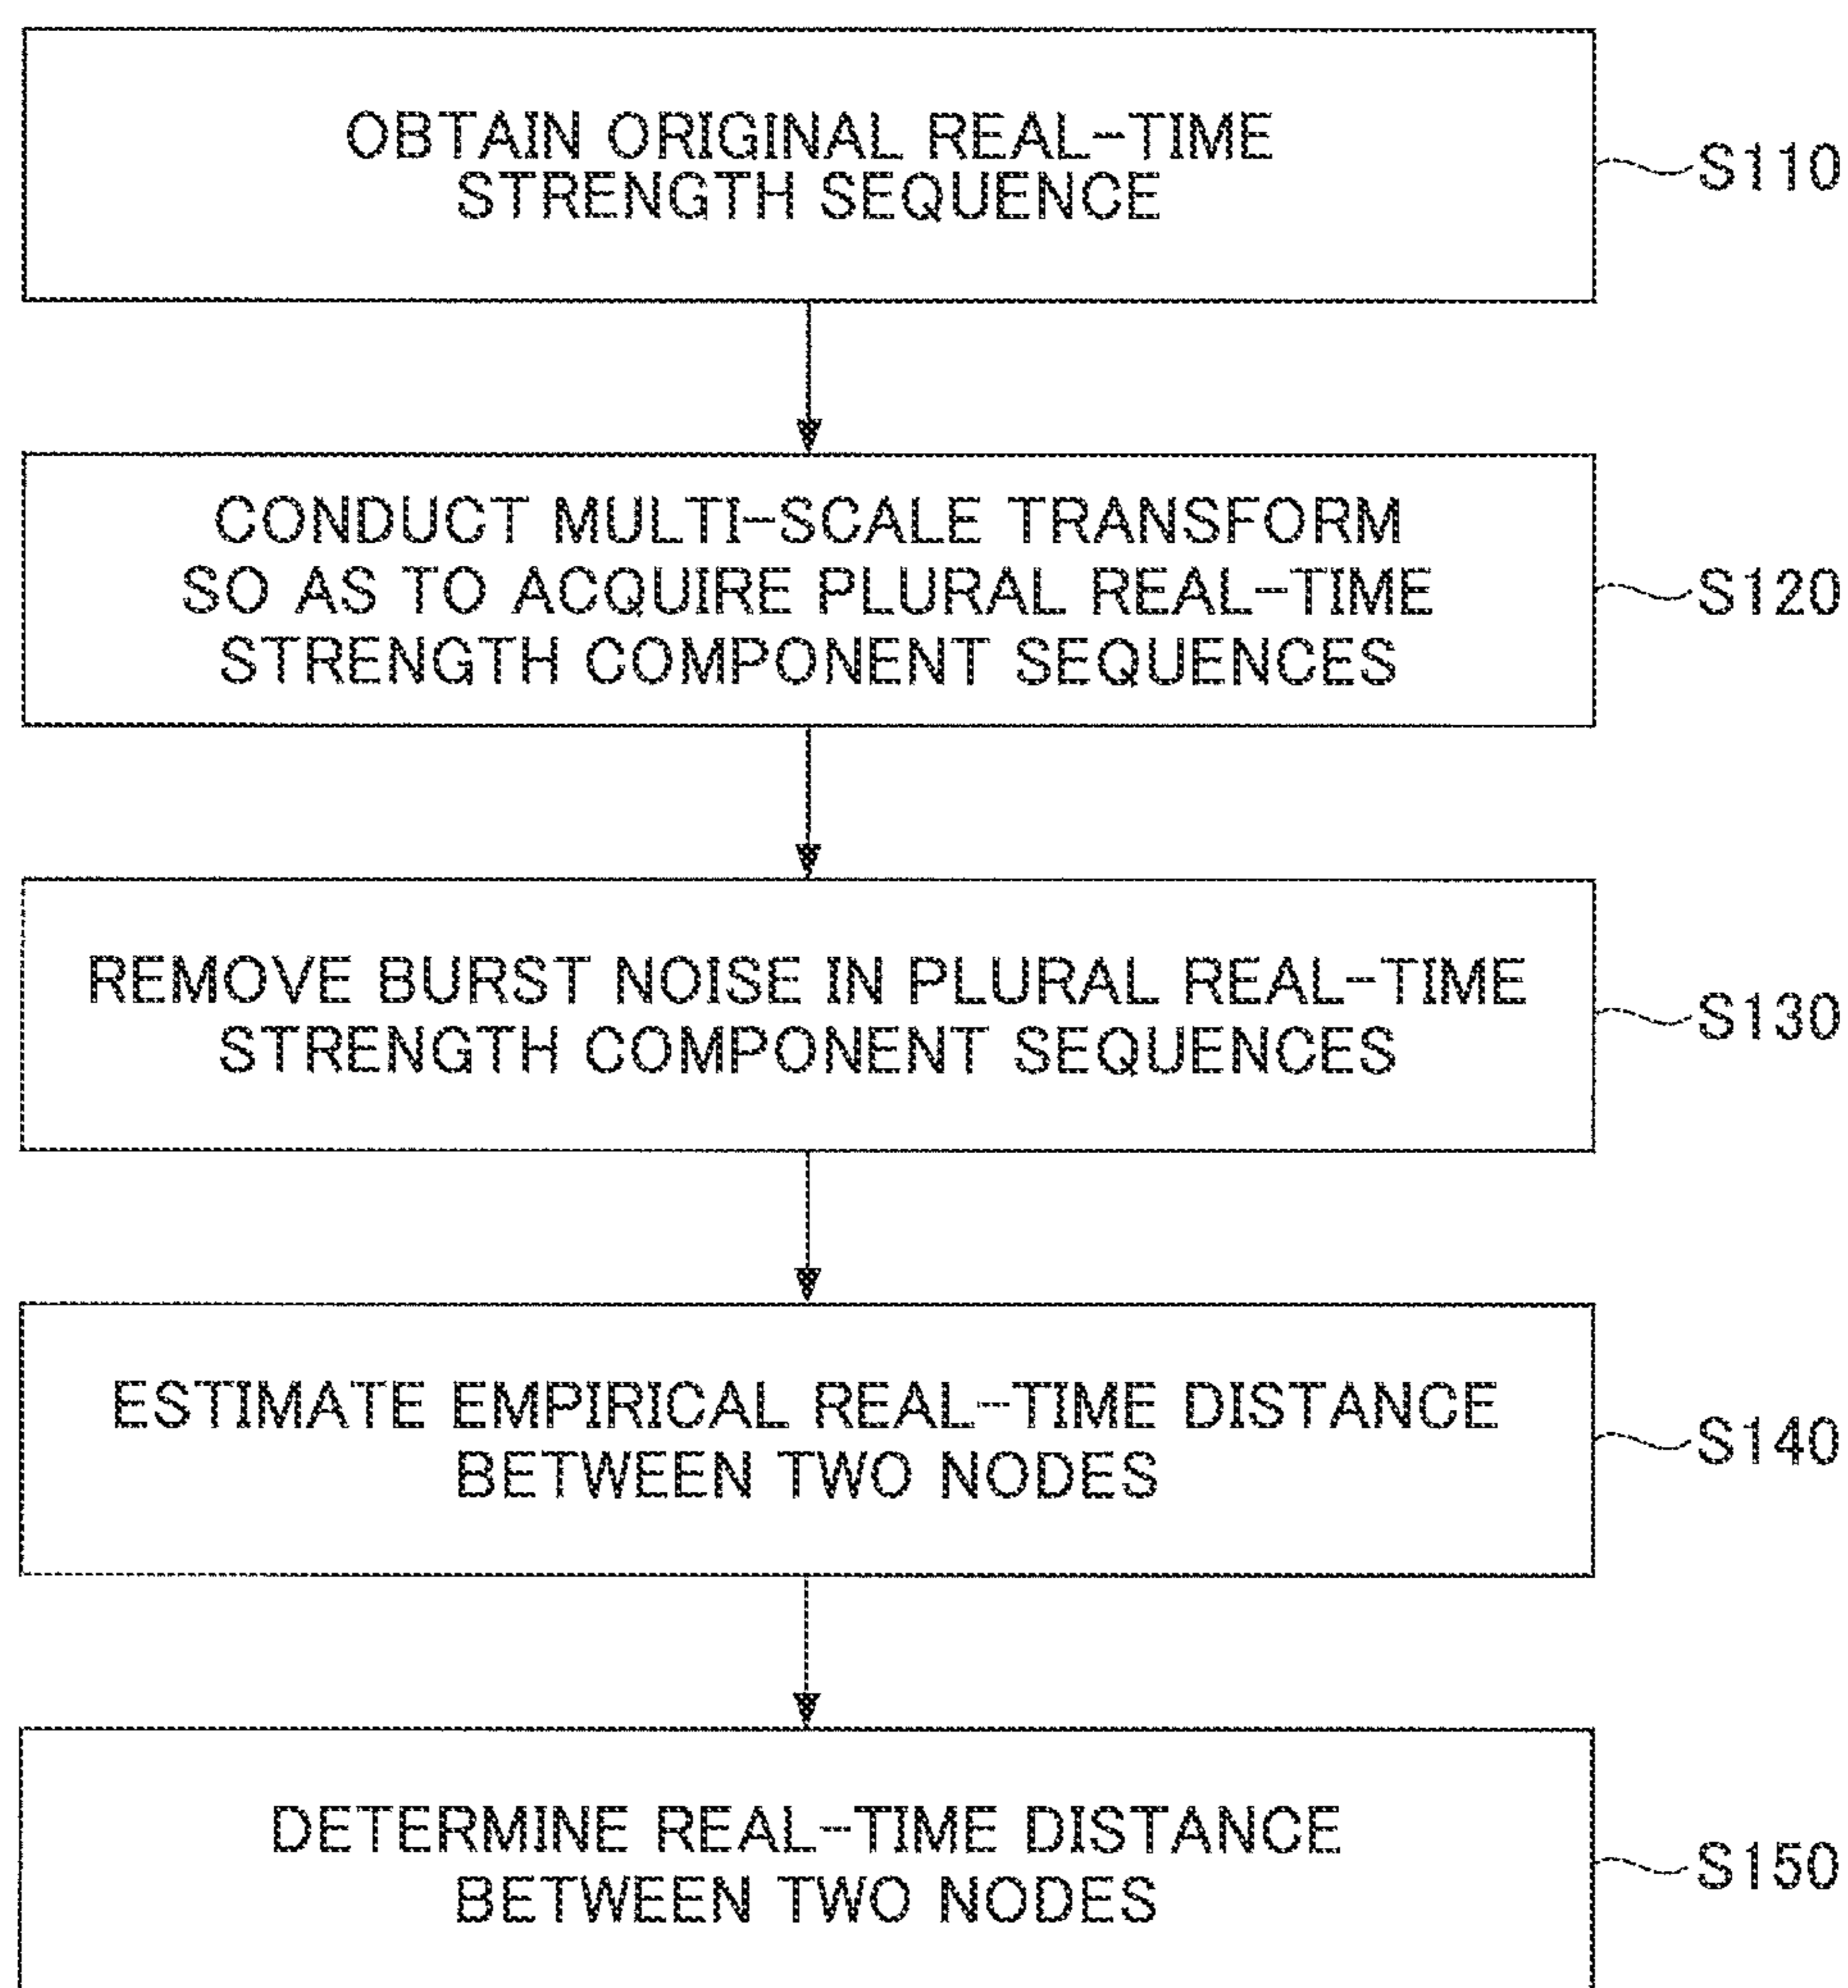 OBTAIN ORIGINAL REAL-TIME
STRENGTH SEQUENCE
S110
CONDUCT MULTI-SCALE TRANSFORM
SO AS TO ACQUIRE PLURAL REAL-TIME
STRENGTH COMPONENT SEQUENCES
S120
REMOVE BURST NOISE IN PLURAL REAL-TIME
STRENGTH COMPONENT SEQUENCES
S130
ESTIMATE EMPIRICAL REAL-TIME DISTANCE
BETWEEN TWO NODES
S140
DETERMINE REAL-TIME DISTANCE
BETWEEN TWO NODES
S150